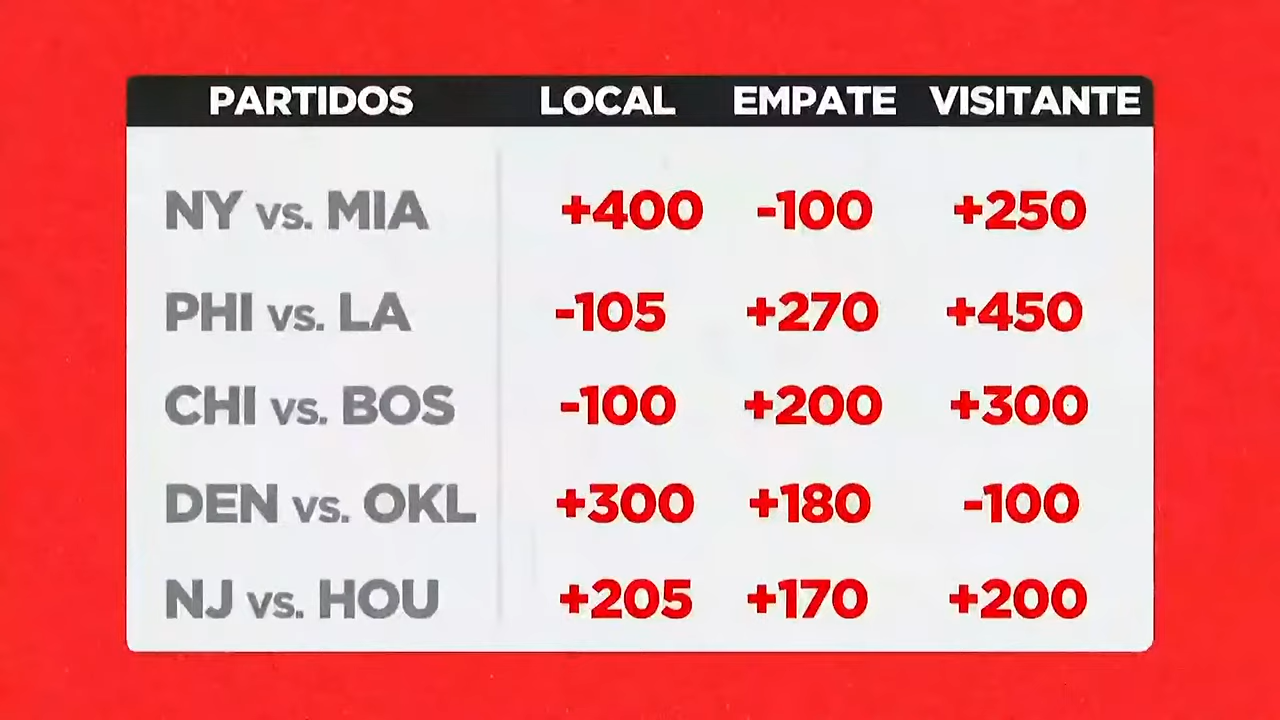 PARTIDOS LOCAL EMPATE VISITANTE
NY vs. MIA +400 -100 +250
PHI vs. LA -105 +270 +450
CHI vs. BOS -100 +200 +300
DEN vs. OKL +300 +180 -100
NJ vs. HOU +205 +170 +200